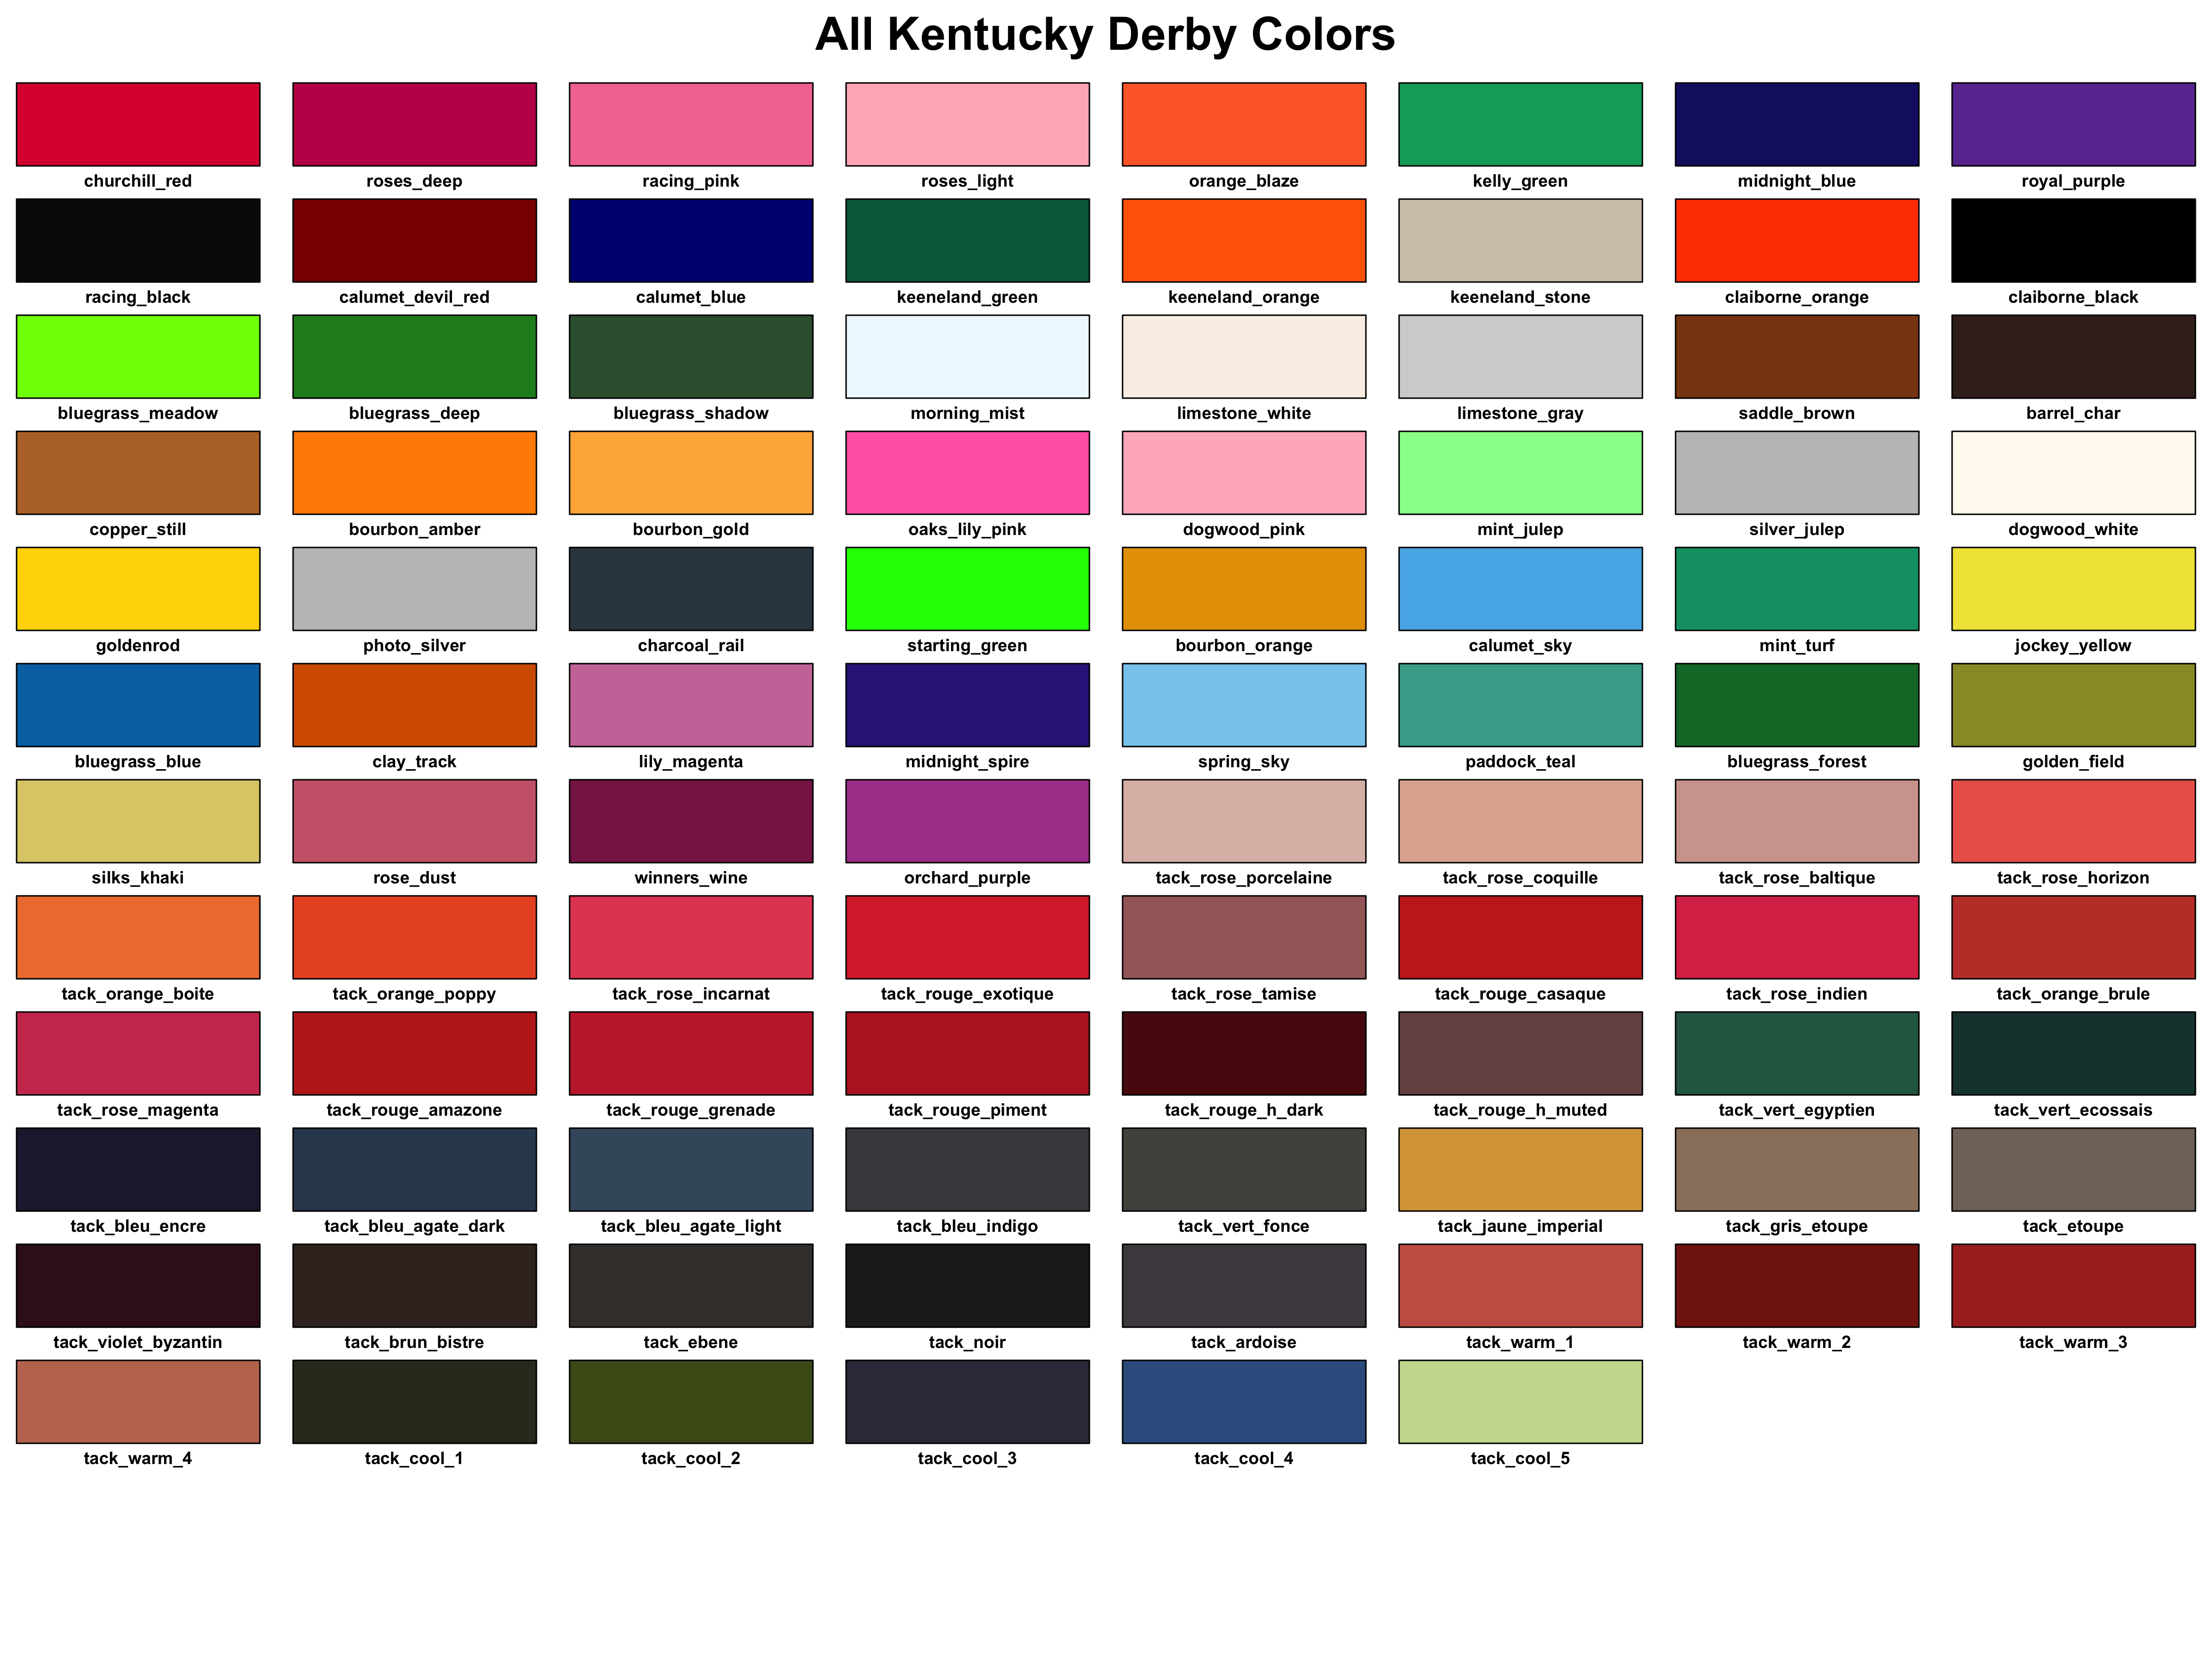 All Kentucky Derby Colors
churchill_red roses_deep racing_pink roses_light orange_blaze kelly_green midnight_blue royal_purple
racing_black calumet_devil_red calumet_blue keeneland_green keeneland_orange keeneland_stone claiborne_orange claiborne_black
bluegrass_meadow bluegrass_deep bluegrass_shadow morning_mist limestone_white limestone_gray saddle_brown barrel_char
copper_still bourbon_amber bourbon_gold oaks_lily_pink dogwood_pink mint_julep silver_julep dogwood_white
goldenrod photo_silver charcoal_rail starting_green bourbon_orange calumet_sky mint_turf jockey_yellow
bluegrass_blue clay_track lily_magenta midnight_spire spring_sky paddock_teal bluegrass_forest golden_field
silks_khaki rose_dust winners_wine orchard_purple tack_rose_porcelaine tack_rose_coquille tack_rose_baltique tack_rose_horizon
tack_orange_boite tack_orange_poppy tack_rose_incarnat tack_rouge_exotique tack_rose_tamise tack_rouge_casaque tack_rose_indien tack_orange_brule
tack_rose_magenta tack_rouge_amazone tack_rouge_grenade tack_rouge_piment tack_rouge_h_dark tack_rouge_h_muted tack_vert_egyptien tack_vert_ecossais
tack_bleu_encre tack_bleu_agate_dark tack_bleu_agate_light tack_bleu_indigo tack_vert_fonce tack_jaune_imperial tack_gris_etoupe tack_etoupe
tack_violet_byzantin tack_brun_bistre tack_ebene tack_noir tack_ardoise tack_warm_1 tack_warm_2 tack_warm_3
tack_warm_4 tack_cool_1 tack_cool_2 tack_cool_3 tack_cool_4 tack_cool_5